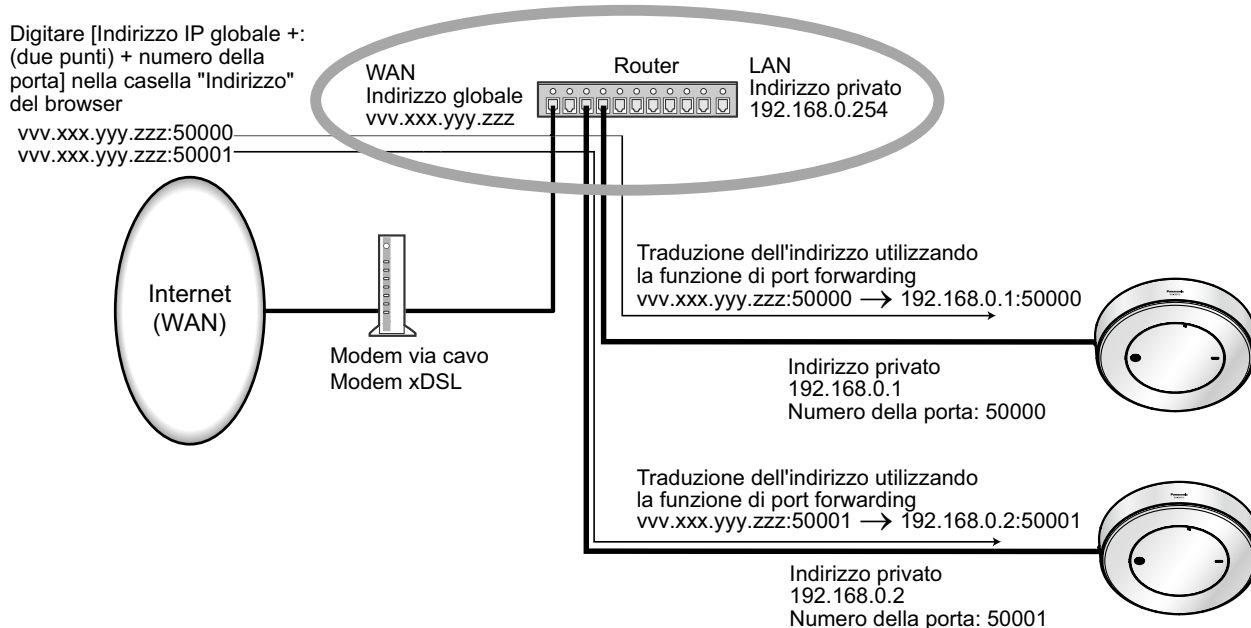 Digitare [Indirizzo IP globale +:
(due punti) + numero della
porta] nella casella "Indirizzo"
del browser
vvv.xxx.yyy.zzz:50000
vvv.xxx.yyy.zzz:50001
WAN
Indirizzo globale
vvv.xxx.yyy.zzz
Router
LAN
Indirizzo privato
192.168.0.254
Internet
(WAN)
Modem via cavo
Modem xDSL
Traduzione dell'indirizzo utilizzando
la funzione di port forwarding
vvv.xxx.yyy.zzz:50000 → 192.168.0.1:50000
Panasonic
Indirizzo privato
192.168.0.1
Numero della porta: 50000
Traduzione dell'indirizzo utilizzando
la funzione di port forwarding
vvv.xxx.yyy.zzz:50001 → 192.168.0.2:50001
Panasonic
Indirizzo privato
192.168.0.2
Numero della porta: 50001